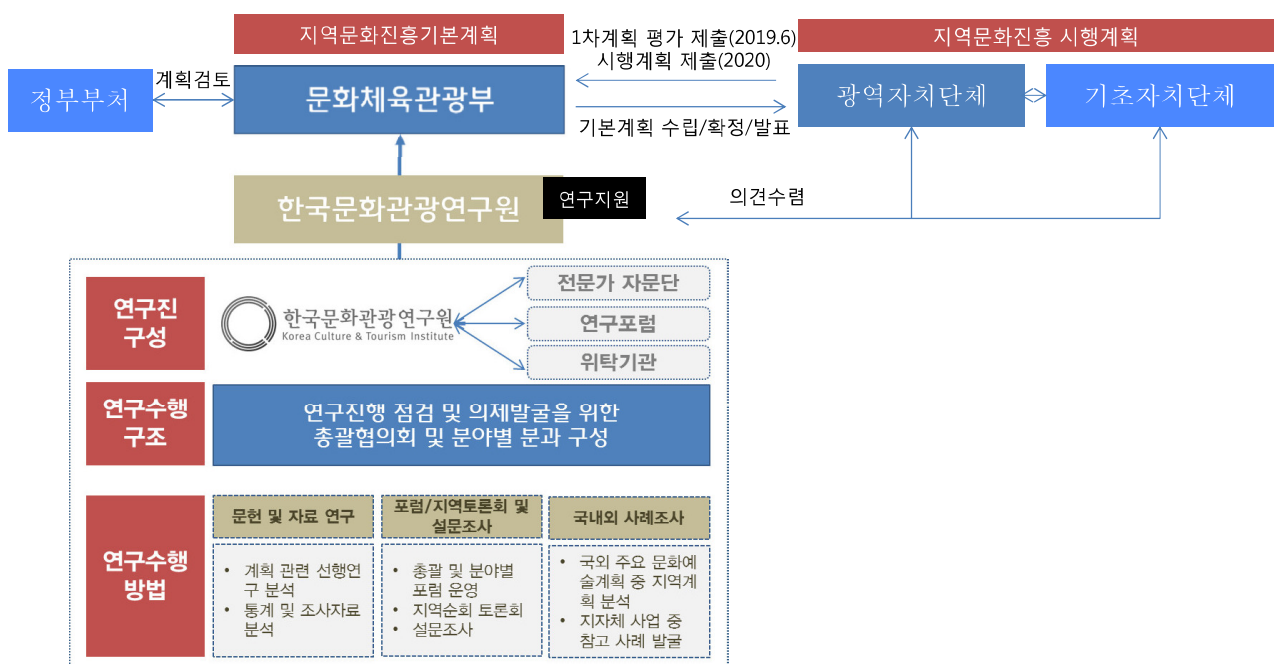 지역문화진흥기본계획
1차계획 평가 제출(2019.6)
시행계획 제출(2020)
지역문화진흥 시행계획
정부부처
계획검토
문화체육관광부
기본계획 수립/확정/발표
광역자치단체
기초자치단체
한국문화관광연구원
연구지원
의견수렴
연구진
구성
한국문화관광연구원
Korea Culture & Tourism Institute
전문가 자문단
연구포럼
위탁기관
연구수행
구조
연구진행 점검 및 의제발굴을 위한
총괄협의회 및 분야별 분과 구성
연구수행
방법
문헌 및 자료 연구
• 계획 관련 선행연
구 분석
• 통계 및 조사자료
분석
포럼/지역토론회 및
설문조사
• 총괄 및 분야별
포럼 운영
• 지역순회 토론회
• 설문조사
국내외 사례조사
• 국외 주요 문화예
술계획 중 지역계
획 분석
• 지자체 사업 중
참고 사례 발굴